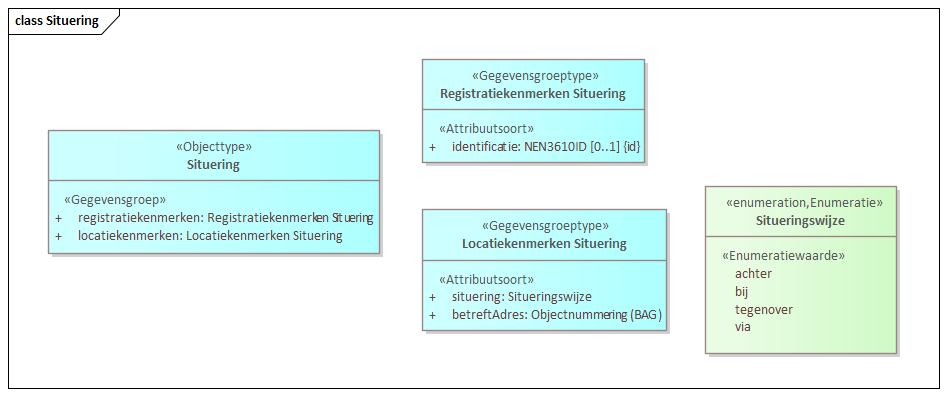 class Situering
«Objecttype»
Situering
«Gegevensgroep»
+ registratiekenmerken: Registratiekenmerken Situering
+ locatiekenmerken: Locatiekenmerken Situering
«Gegevensgroeptype»
Registratiekenmerken Situering
«Attribuutsoort»
+ identificatie: NEN3610ID [0..1] {id}
«Gegevensgroeptype»
Locatiekenmerken Situering
«Attribuutsoort»
+ situering: Situeringswijze
+ betreftAdres: Objectnummering (BAG)
«enumeration,Enumeratie»
Situeringswijze
«Enumeratiewaarde»
achter
bij
tegenover
via